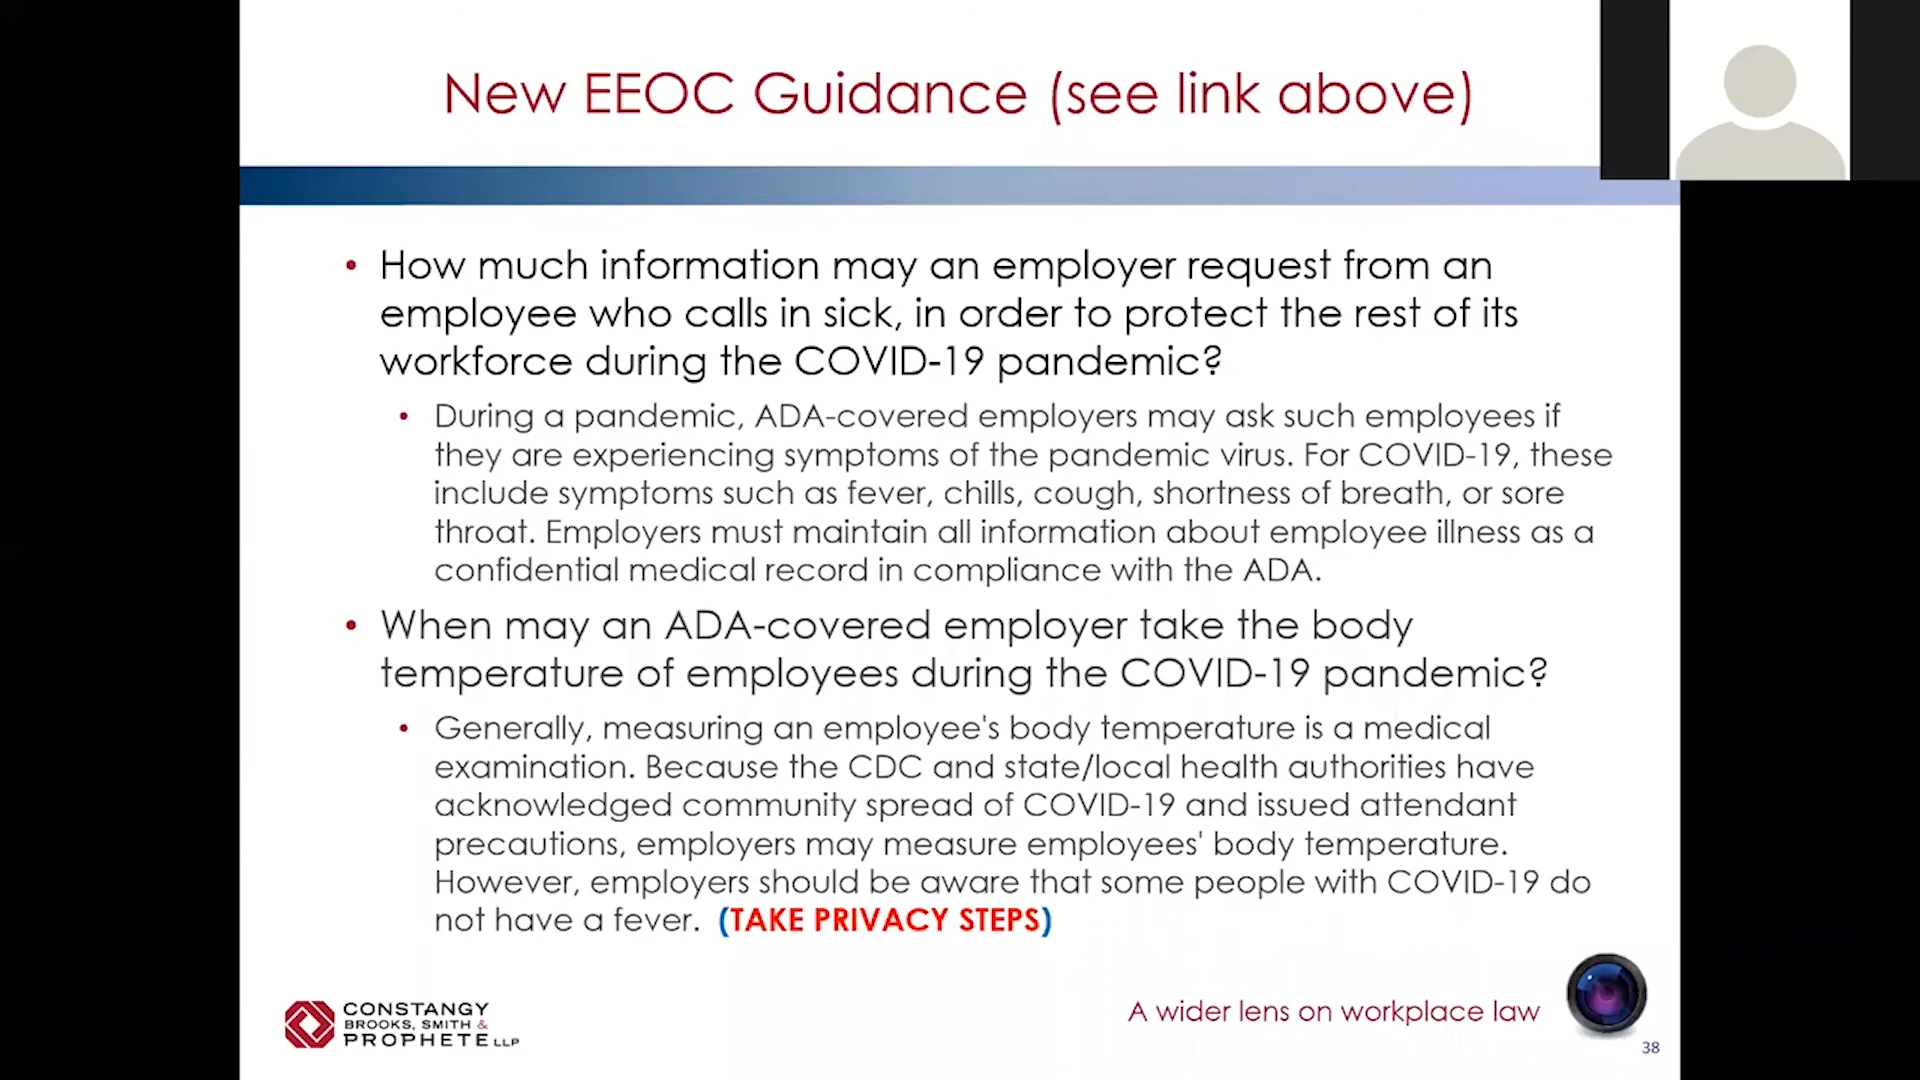 New EEOC Guidance (see link above)
• How much information may an employer request from an
employee who calls in sick, in order to protect the rest of its
workforce during the COVID-19 pandemic?
• During a pandemic, ADA-covered employers may ask such employees if
they are experiencing symptoms of the pandemic virus. For COVID-19, these
include symptoms such as fever, chills, cough, shortness of breath, or sore
throat. Employers must maintain all information about employee illness as a
confidential medical record in compliance with the ADA.
• When may an ADA-covered employer take the body
temperature of employees during the COVID-19 pandemic?
• Generally, measuring an employee's body temperature is a medical
examination. Because the CDC and state/local health authorities have
acknowledged community spread of COVID-19 and issued attendant
precautions, employers may measure employees' body temperature.
However, employers should be aware that some people with COVID-19 do
not have a fever. (TAKE PRIVACY STEPS)
CONSTANGY
BROOKS, SMITH &
PROPHETE LLP
A wider lens on workplace law
38